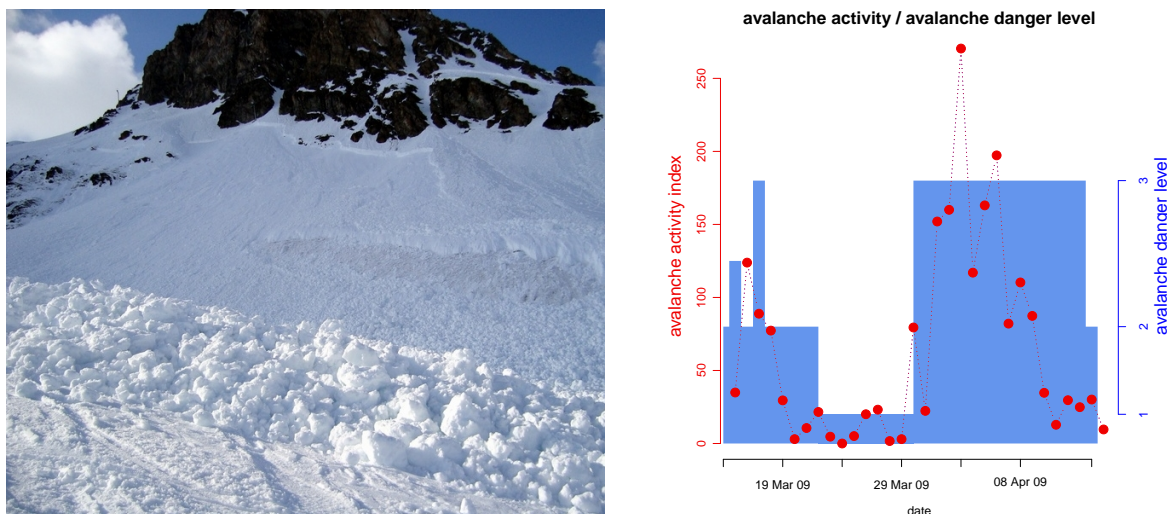 avalanche activity / avalanche danger level
avalanche activity index
0
50
100
150
200
250
avalanche danger level
1
2
3
19 Mar 09
29 Mar 09
08 Apr 09
date